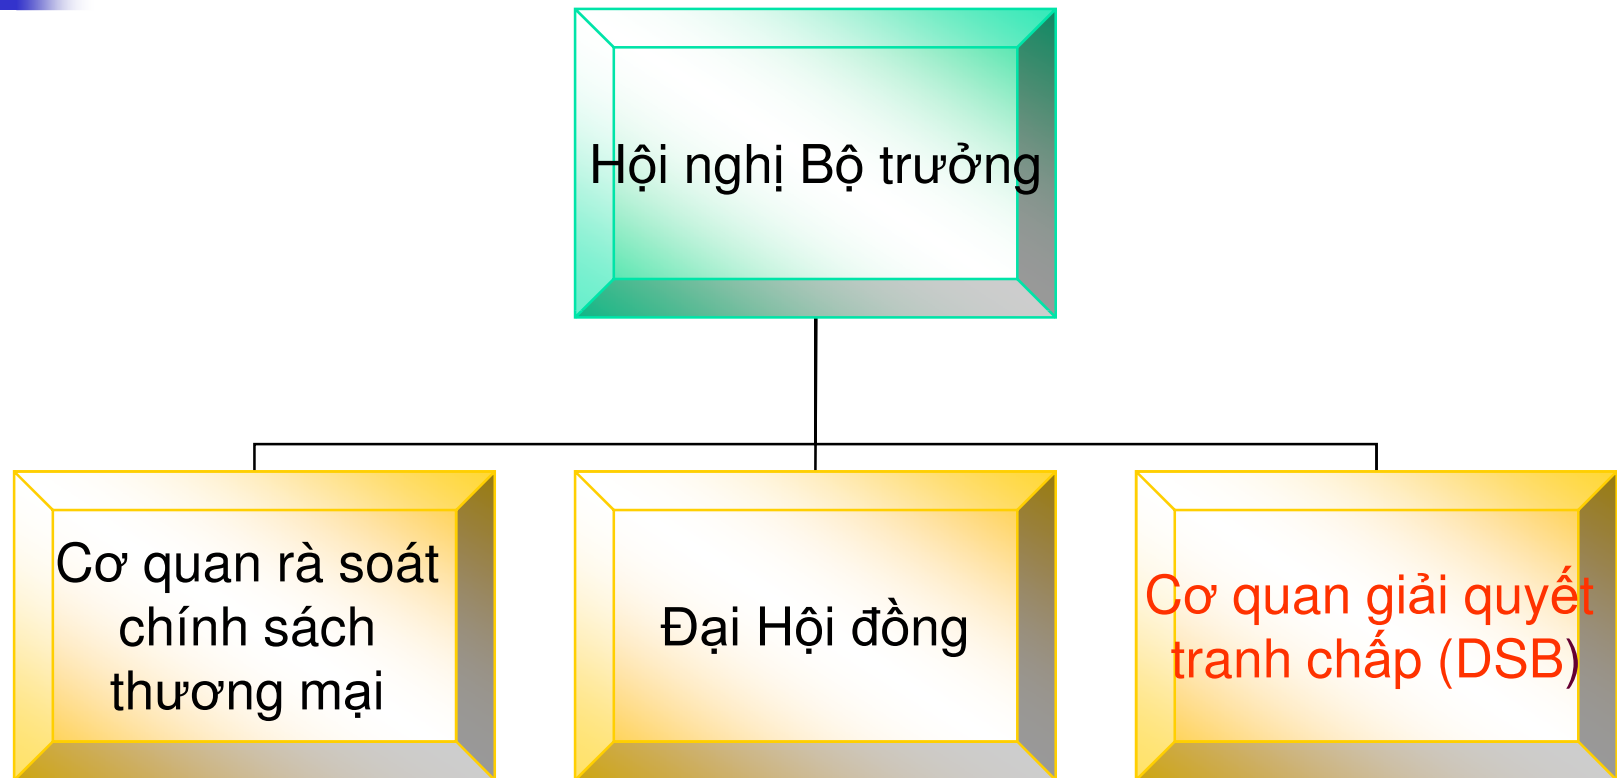 Hội nghị Bộ trưởng
Cơ quan rà soát
chính sách
thương mại
Đại Hội đồng
Cơ quan giải quyết
tranh chấp (DSB)